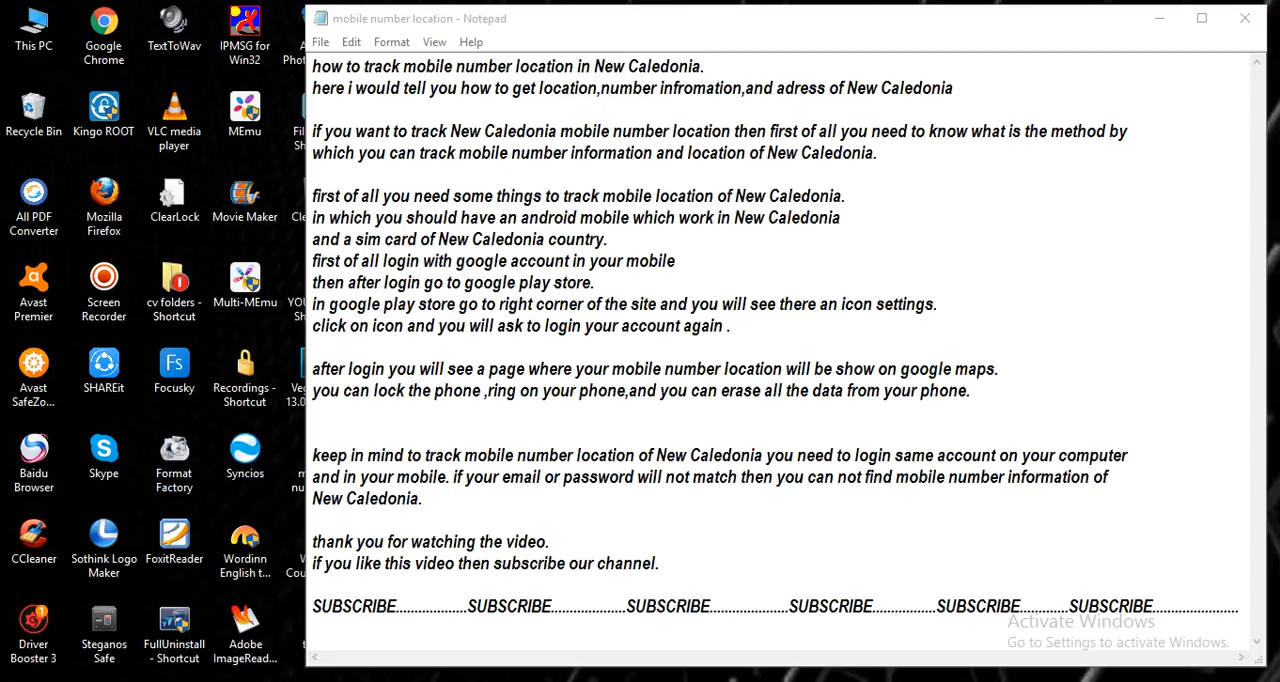 mobile number location - Notepad
File Edit Format View Help
how to track mobile number location in New Caledonia.
here i would tell you how to get location,number infromation,and adress of New Caledonia
if you want to track New Caledonia mobile number location then first of all you need to know what is the method by
which you can track mobile number information and location of New Caledonia.
first of all you need some things to track mobile location of New Caledonia.
in which you should have an android mobile which work in New Caledonia
and a sim card of New Caledonia country.
first of all login with google account in your mobile
then after login go to google play store.
in google play store go to right corner of the site and you will see there an icon settings.
click on icon and you will ask to login your account again .
after login you will see a page where your mobile number location will be show on google maps.
you can lock the phone ,ring on your phone,and you can erase all the data from your phone.
keep in mind to track mobile number location of New Caledonia you need to login same account on your computer
and in your mobile. if your email or password will not match then you can not find mobile number information of
New Caledonia.
thank you for watching the video.
if you like this video then subscribe our channel.
SUBSCRIBE..................SUBSCRIBE...................SUBSCRIBE....................SUBSCRIBE................SUBSCRIBE............SUBSCRIBE......................
Activate Windows
Go to Settings to activate Windows.
This PC
Google
Chrome
TextToWav
IPMSG for
Win32
Recycle Bin
Kingo ROOT
VLC media
player
MEmu
All PDF
Converter
Mozilla
Firefox
ClearLock
Movie Maker
Avast
Premier
Screen
Recorder
cv folders -
Shortcut
Multi-MEmu
Avast
SafeZo...
SHAREit
Fs
Focusky
Recordings -
Shortcut
Baidu
Browser
Skype
Format
Factory
Syncios
CCleaner
Sothink Logo
Maker
FoxitReader
Wordinn
English t...
Driver
Booster 3
Steganos
Safe
FullUninstall
- Shortcut
Adobe
ImageRead...